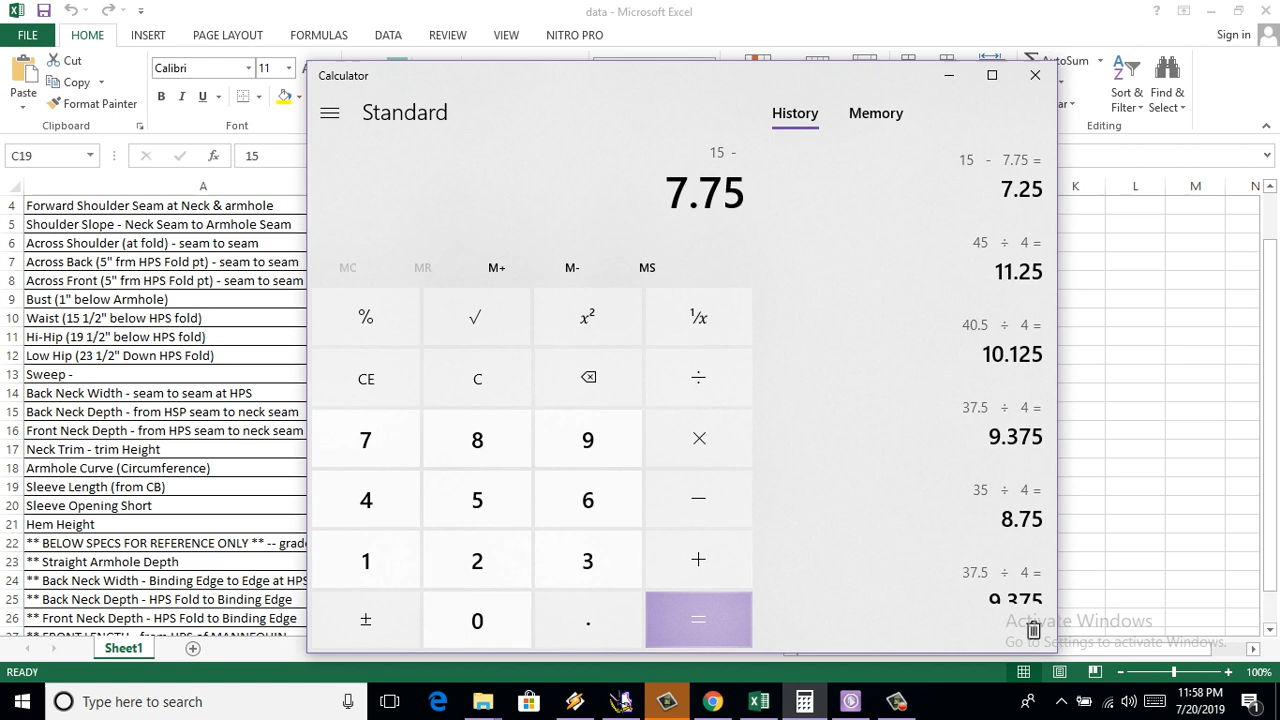 data - Microsoft Excel
FILE HOME INSERT PAGE LAYOUT FORMULAS DATA REVIEW VIEW NITRO PRO Sign in
Paste
Cut
Copy
Format Painter
Clipboard
Calibri 11
B I U
Font
AutoSum
Sort & Filter
Find & Select
Editing
C19 fx 15
A K L M N
4 Forward Shoulder Seam at Neck & armhole
5 Shoulder Slope - Neck Seam to Armhole Seam
6 Across Shoulder (at fold) - seam to seam
7 Across Back (5" frm HPS Fold pt) - seam to seam
8 Across Front (5" frm HPS Fold pt) - seam to seam
9 Bust (1" below Armhole)
10 Waist (15 1/2" below HPS fold)
11 Hi-Hip (19 1/2" below HPS fold)
12 Low Hip (23 1/2" Down HPS Fold)
13 Sweep -
14 Back Neck Width - seam to seam at HPS
15 Back Neck Depth - from HSP seam to neck seam
16 Front Neck Depth - from HPS seam to neck seam
17 Neck Trim - trim Height
18 Armhole Curve (Circumference)
19 Sleeve Length (from CB)
20 Sleeve Opening Short
21 Hem Height
22 ** BELOW SPECS FOR REFERENCE ONLY ** -- grade
23 ** Straight Armhole Depth
24 ** Back Neck Width - Binding Edge to Edge at HPS
25 ** Back Neck Depth - HPS Fold to Binding Edge
26 ** Front Neck Depth - HPS Fold to Binding Edge
27 ** FRONT LENGTH - from HPS of MANNEQUIN
Calculator
Standard
15 -
7.75
MC MR M+ M- MS
% √ x² ¹/x
CE C ⌫ ÷
7 8 9 ×
4 5 6 −
1 2 3 +
± 0 . =
History Memory
15 - 7.75 =
7.25
45 ÷ 4 =
11.25
40.5 ÷ 4 =
10.125
37.5 ÷ 4 =
9.375
35 ÷ 4 =
8.75
37.5 ÷ 4 =
9.375
Activate Windows
Go to Settings to activate Windows.
Sheet1
READY 100%
Type here to search
11:58 PM
7/20/2019
1